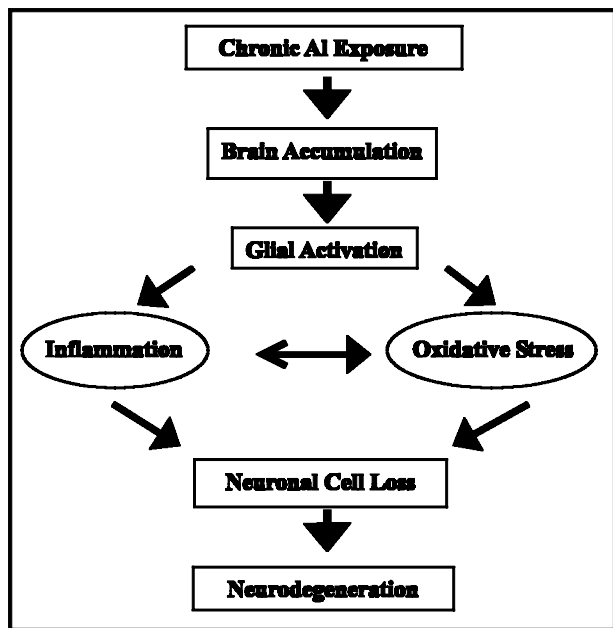 Chronic Al Exposure
Brain Accumulation
Glial Activation
Inflammation
Oxidative Stress
Neuronal Cell Loss
Neurodegeneration